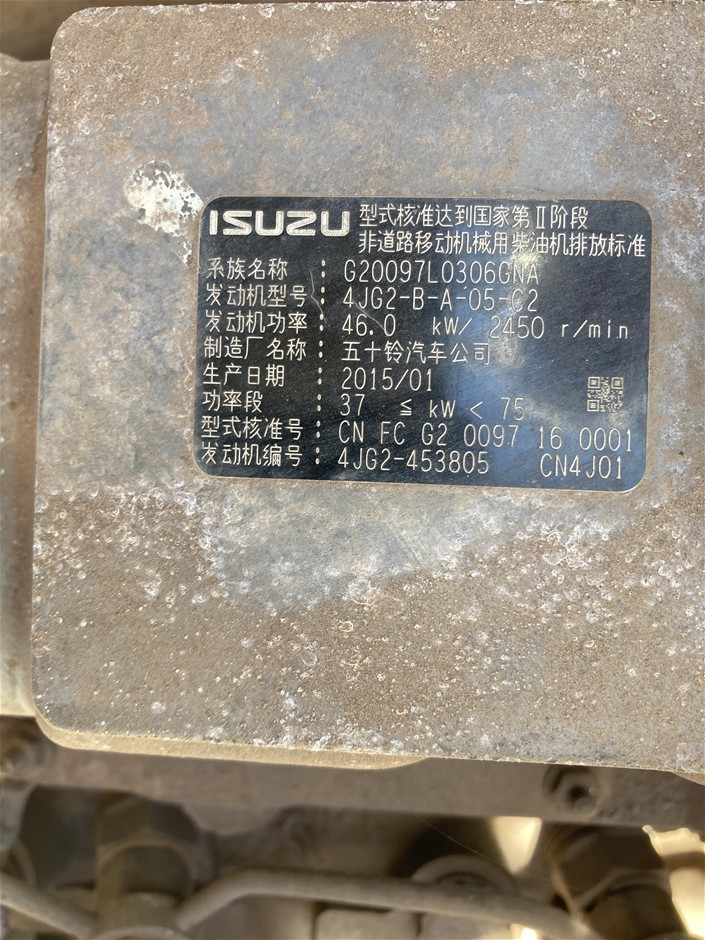 ISUZU 型式核准达到国家第Ⅱ阶段
非道路移动机械用柴油机排放标准
系族名称 : G20097L0306GNA
发动机型号: 4JG2-B-A-05-C2
发动机功率: 46.0 kW/ 2450 r/min
制造厂名称: 五十铃汽车公司
生产日期 : 2015/01
功率段 : 37 ≦ kW < 75
型式核准号: CN FC G2 0097 16 0001
发动机编号: 4JG2-453805 CN4J01